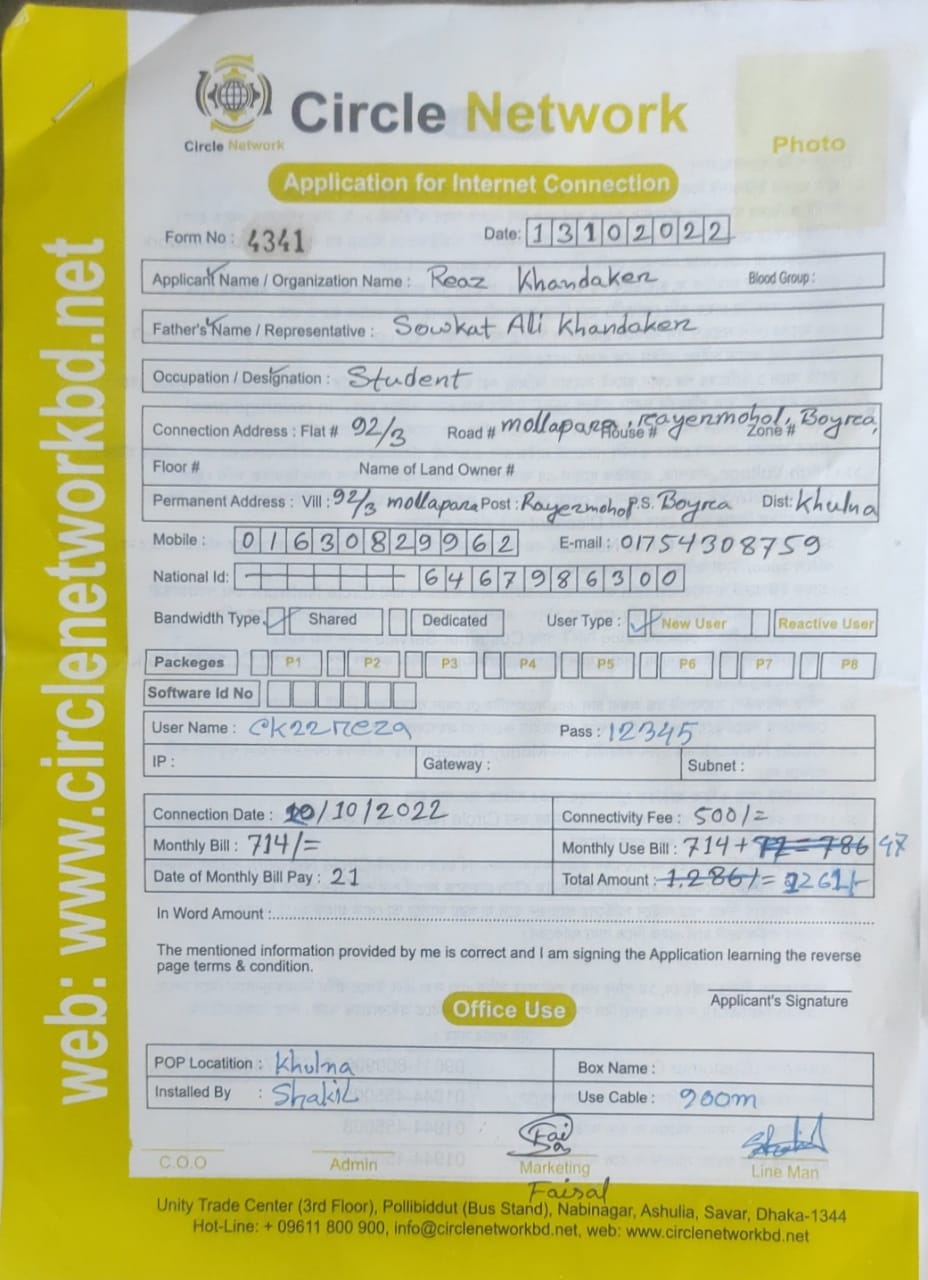 Circle Network
Circle Network
Photo
Application for Internet Connection
Form No : 4341 Date: 13102022
Applicant Name / Organization Name : Reaz Khandaker Blood Group :
Father's Name / Representative : Sowkat Ali Khandaker
Occupation / Designation : Student
Connection Address : Flat # 92/3 Road # mollapara, House # rayermohol, Zone # Boyrca,
Floor # Name of Land Owner #
Permanent Address : Vill : 92/3 mollapara Post : Rayermohol P.S. Boyrca Dist: Khulna
Mobile : 01630829962 E-mail : 01754308759
National Id: 6467986300
Bandwidth Type Shared Dedicated User Type : New User Reactive User
Packeges P1 P2 P3 P4 P5 P6 P7 P8
Software Id No
User Name : ck22reza Pass : 12345
IP : Gateway : Subnet :
Connection Date : 20/10/2022 Connectivity Fee : 500/=
Monthly Bill : 714/= Monthly Use Bill : 714+ 72=786 47
Date of Monthly Bill Pay : 21 Total Amount : 1,286/= 1261/-
In Word Amount :
The mentioned information provided by me is correct and I am signing the Application learning the reverse
page terms & condition.
Applicant's Signature
Office Use
POP Locatition : Khulna Box Name :
Installed By : Shakil Use Cable : 900m
C.O.O Admin Marketing Line Man
Faisal
Unity Trade Center (3rd Floor), Pollibiddut (Bus Stand), Nabinagar, Ashulia, Savar, Dhaka-1344
Hot-Line: + 09611 800 900, info@circlenetworkbd.net, web: www.circlenetworkbd.net
web: www.circlenetworkbd.net